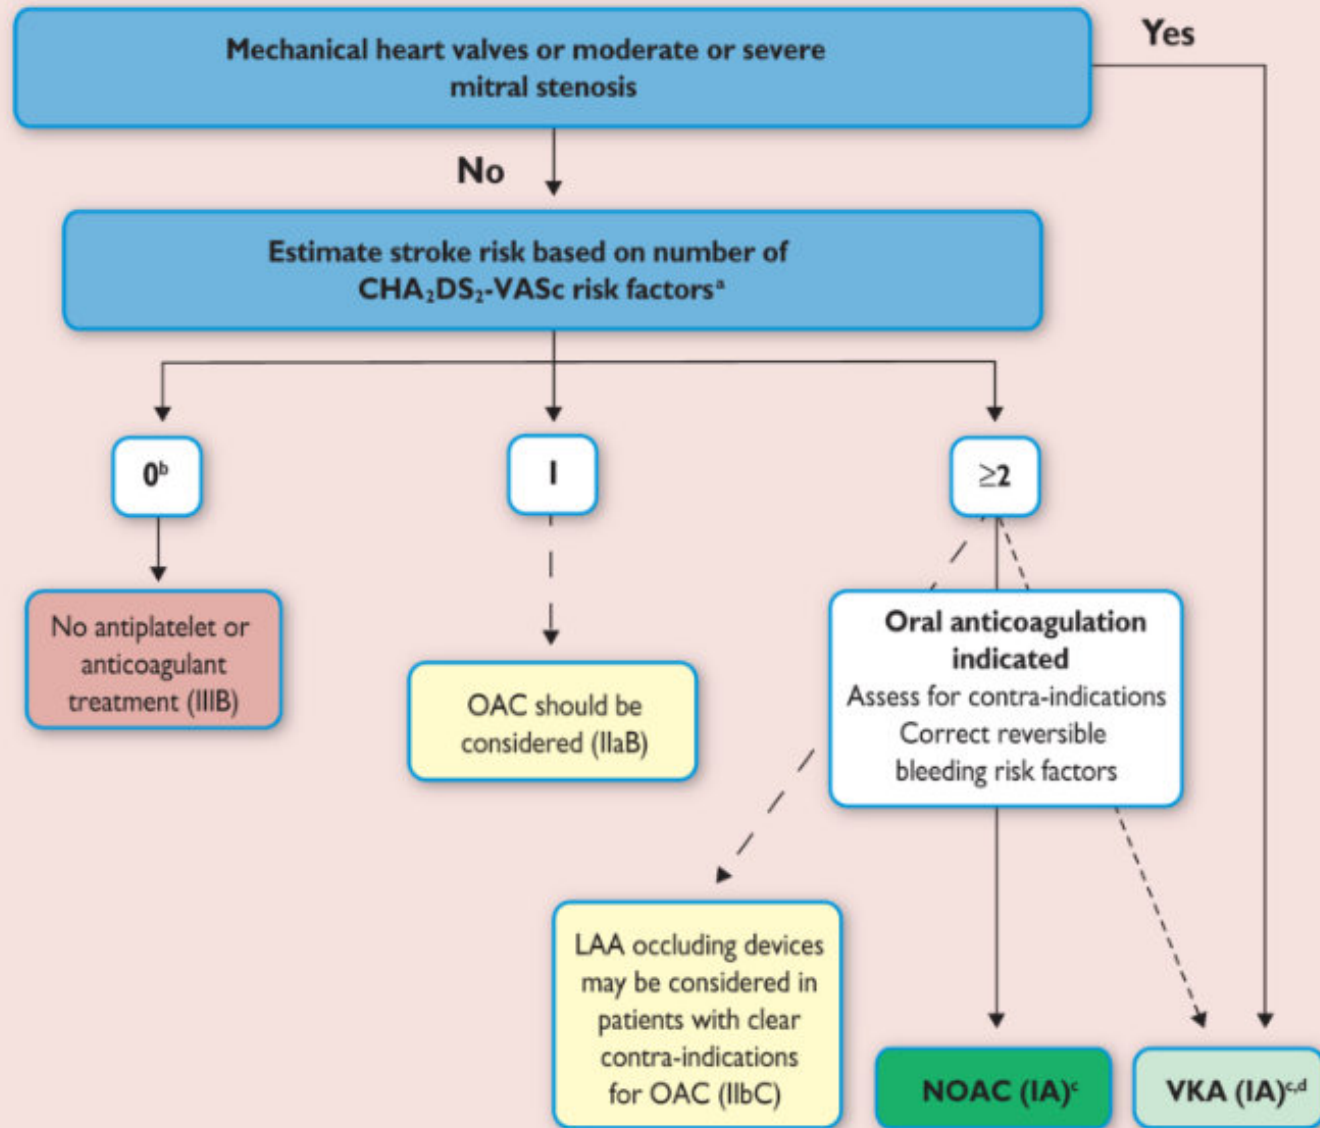 Mechanical heart valves or moderate or severe
mitral stenosis
Yes
No
Estimate stroke risk based on number of
CHA₂DS₂-VASc risk factorsᵃ
0ᵇ
1
≥2
No antiplatelet or
anticoagulant
treatment (IIIB)
OAC should be
considered (IIaB)
Oral anticoagulation
indicated
Assess for contra-indications
Correct reversible
bleeding risk factors
LAA occluding devices
may be considered in
patients with clear
contra-indications
for OAC (IIbC)
NOAC (IA)ᶜ
VKA (IA)ᶜ,ᵈ